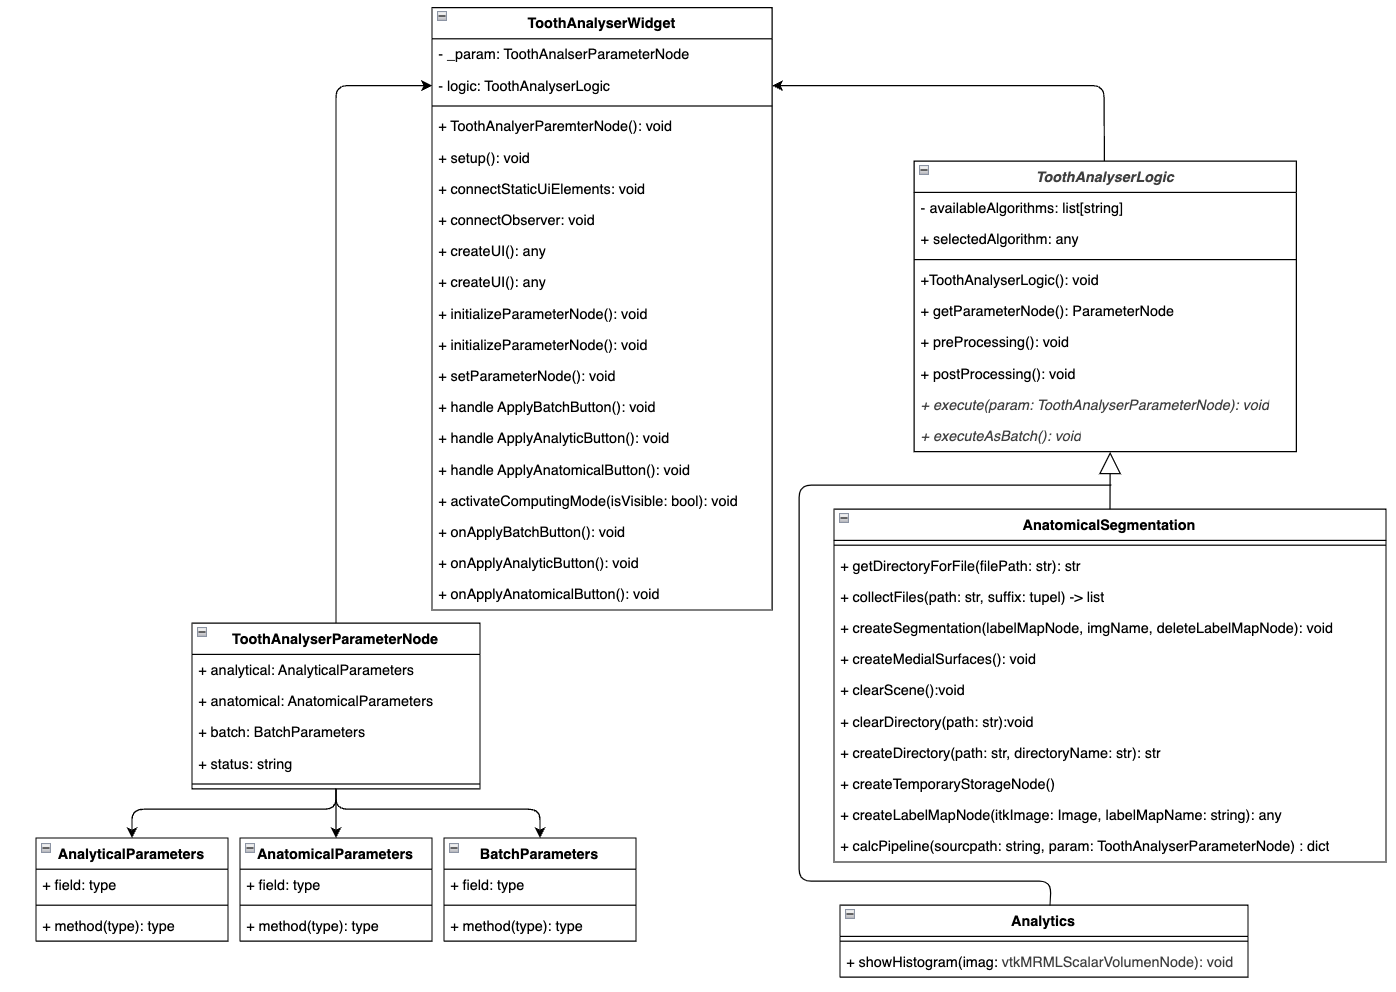 ToothAnalyserWidget
- _param: ToothAnalserParameterNode
- logic: ToothAnalyserLogic
+ ToothAnalyerParemterNode(): void
+ setup(): void
+ connectStaticUiElements: void
+ connectObserver: void
+ createUI(): any
+ createUI(): any
+ initializeParameterNode(): void
+ initializeParameterNode(): void
+ setParameterNode(): void
+ handle ApplyBatchButton(): void
+ handle ApplyAnalyticButton(): void
+ handle ApplyAnatomicalButton(): void
+ activateComputingMode(isVisible: bool): void
+ onApplyBatchButton(): void
+ onApplyAnalyticButton(): void
+ onApplyAnatomicalButton(): void
ToothAnalyserLogic
- availableAlgorithms: list[string]
+ selectedAlgorithm: any
+ToothAnalyserLogic(): void
+ getParameterNode(): ParameterNode
+ preProcessing(): void
+ postProcessing(): void
+ execute(param: ToothAnalyserParameterNode): void
+ executeAsBatch(): void
AnatomicalSegmentation
+ getDirectoryForFile(filePath: str): str
+ collectFiles(path: str, suffix: tupel) -> list
+ createSegmentation(labelMapNode, imgName, deleteLabelMapNode): void
+ createMedialSurfaces(): void
+ clearScene():void
+ clearDirectory(path: str):void
+ createDirectory(path: str, directoryName: str): str
+ createTemporaryStorageNode()
+ createLabelMapNode(itkImage: Image, labelMapName: string): any
+ calcPipeline(sourcpath: string, param: ToothAnalyserParameterNode) : dict
ToothAnalyserParameterNode
+ analytical: AnalyticalParameters
+ anatomical: AnatomicalParameters
+ batch: BatchParameters
+ status: string
AnalyticalParameters
+ field: type
+ method(type): type
AnatomicalParameters
+ field: type
+ method(type): type
BatchParameters
+ field: type
+ method(type): type
Analytics
+ showHistogram(imag: vtkMRMLScalarVolumenNode): void